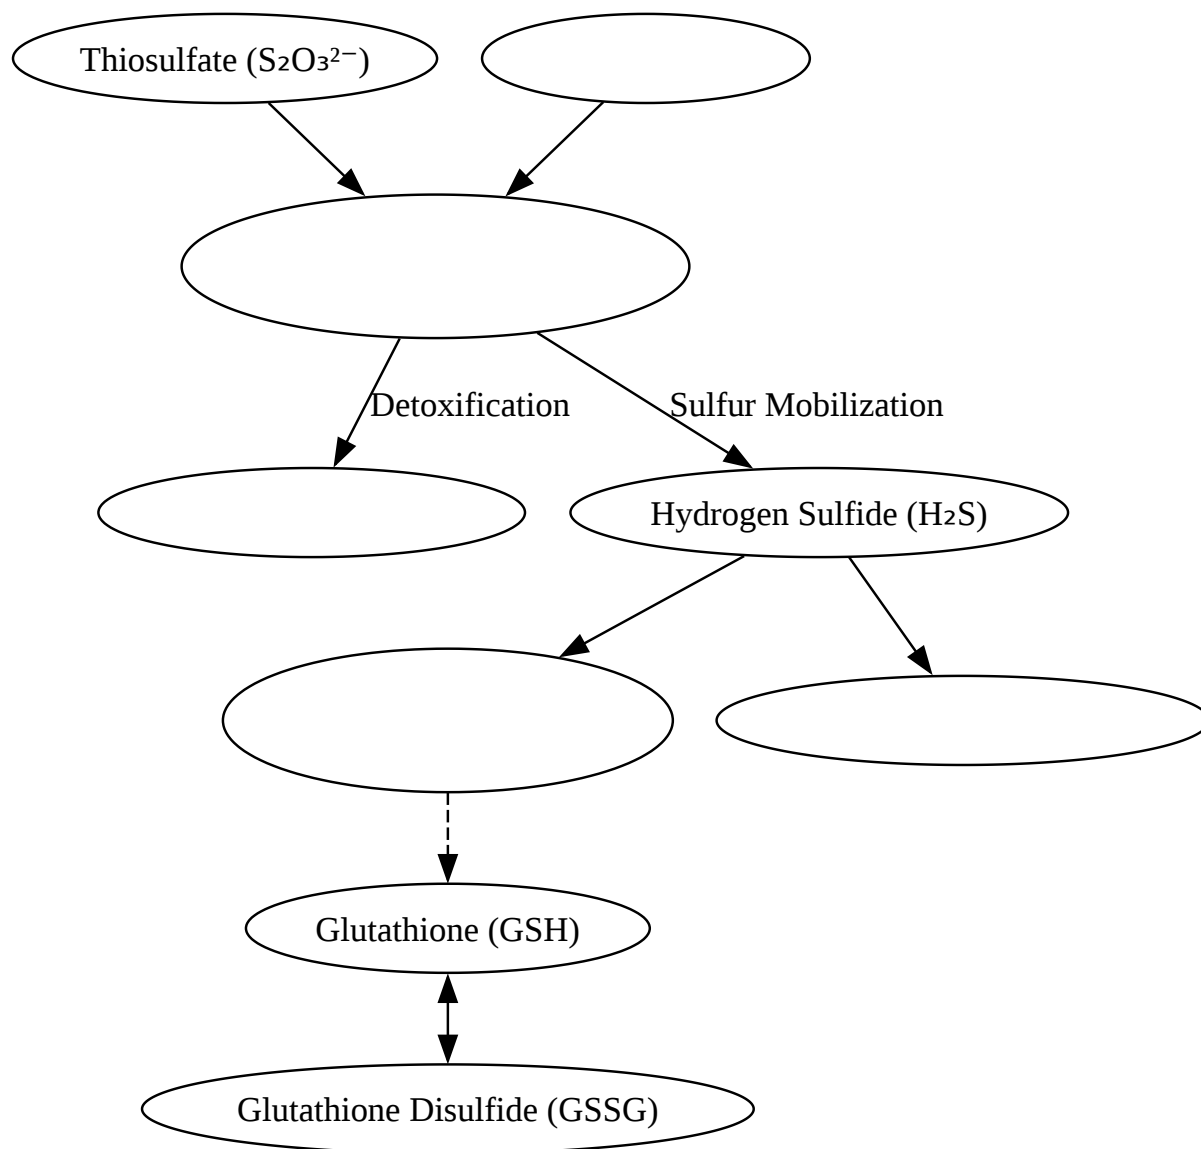 Thiosulfate (S₂O₃²⁻)
Detoxification
Sulfur Mobilization
Hydrogen Sulfide (H₂S)
Glutathione (GSH)
Glutathione Disulfide (GSSG)